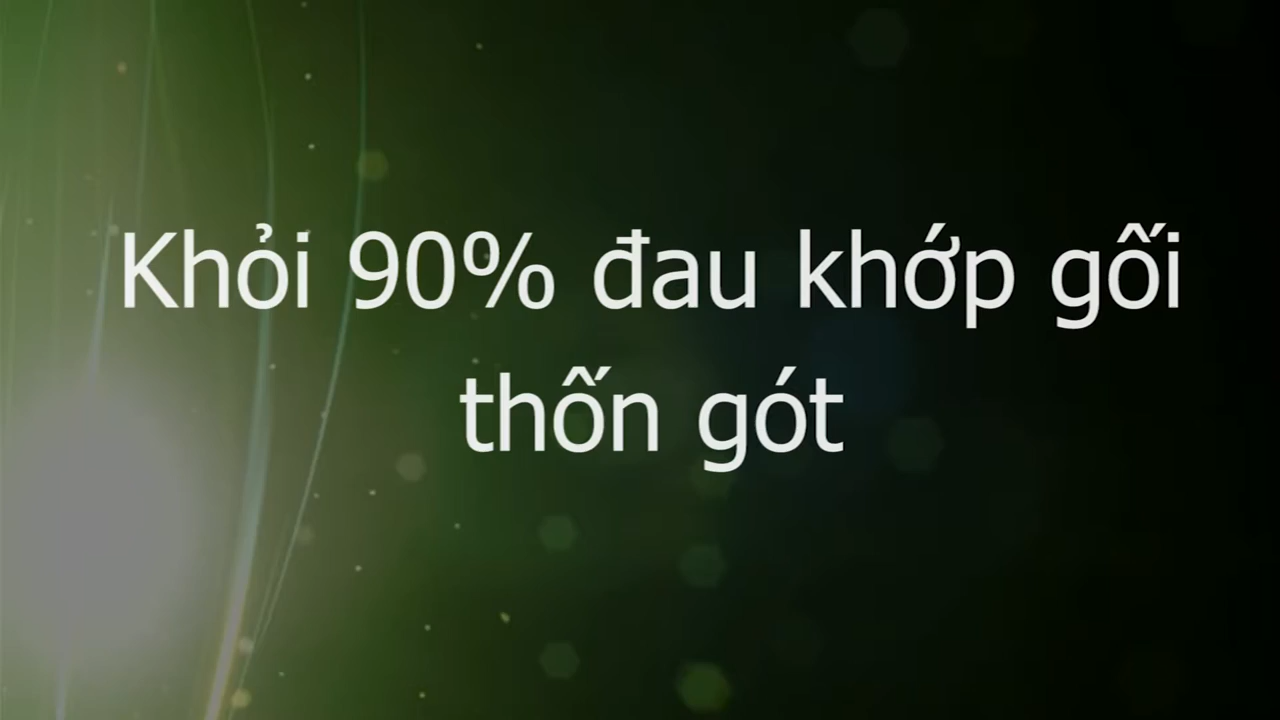 Khỏi 90% đau khớp gối
thốn gót